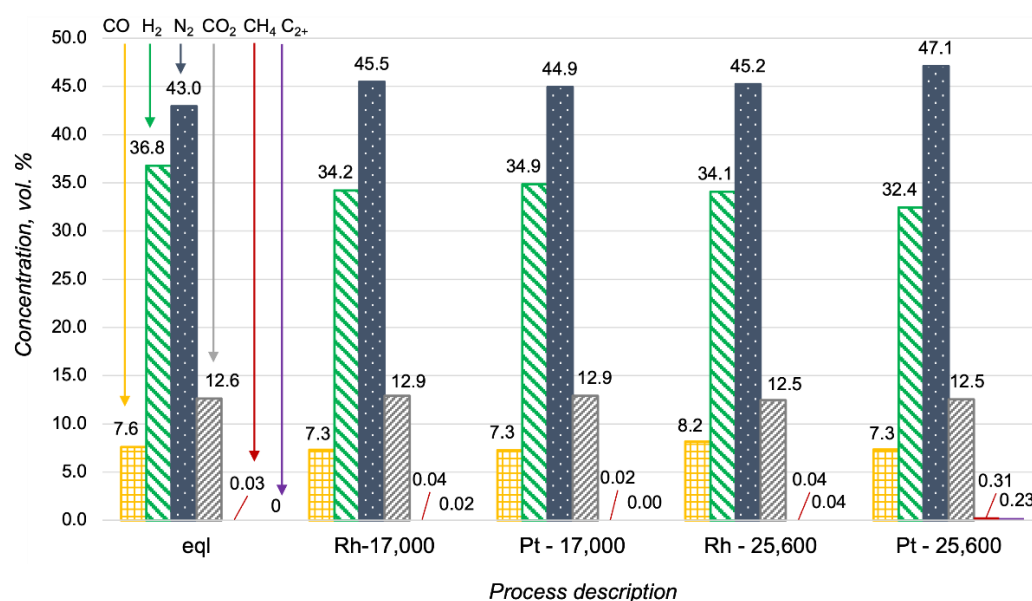 CO H₂ N₂ CO₂ CH₄ C₂₊
50.0
45.0
40.0
35.0
30.0
25.0
20.0
15.0
10.0
5.0
0.0
Concentration, vol. %
7.6 36.8 43.0 12.6 0.03 0
7.3 34.2 45.5 12.9 0.04 0.02
7.3 34.9 44.9 12.9 0.02 0.00
8.2 34.1 45.2 12.5 0.04 0.04
7.3 32.4 47.1 12.5 0.31 0.23
eql Rh-17,000 Pt - 17,000 Rh - 25,600 Pt - 25,600
Process description